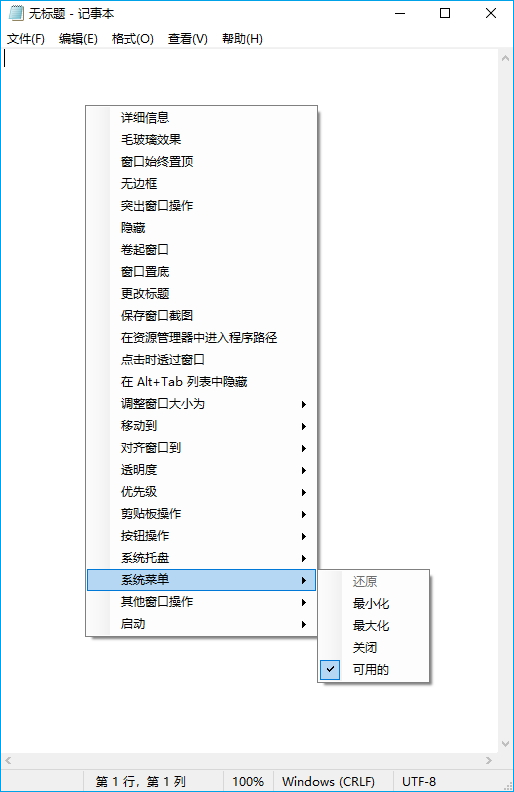 无标题 - 记事本
文件(F) 编辑(E) 格式(O) 查看(V) 帮助(H)
详细信息
毛玻璃效果
窗口始终置顶
无边框
突出窗口操作
隐藏
卷起窗口
窗口置底
更改标题
保存窗口截图
在资源管理器中进入程序路径
点击时透过窗口
在 Alt+Tab 列表中隐藏
调整窗口大小为
移动到
对齐窗口到
透明度
优先级
剪贴板操作
按钮操作
系统托盘
系统菜单
其他窗口操作
启动
还原
最小化
最大化
关闭
可用的
第 1 行，第 1 列 100% Windows (CRLF) UTF-8